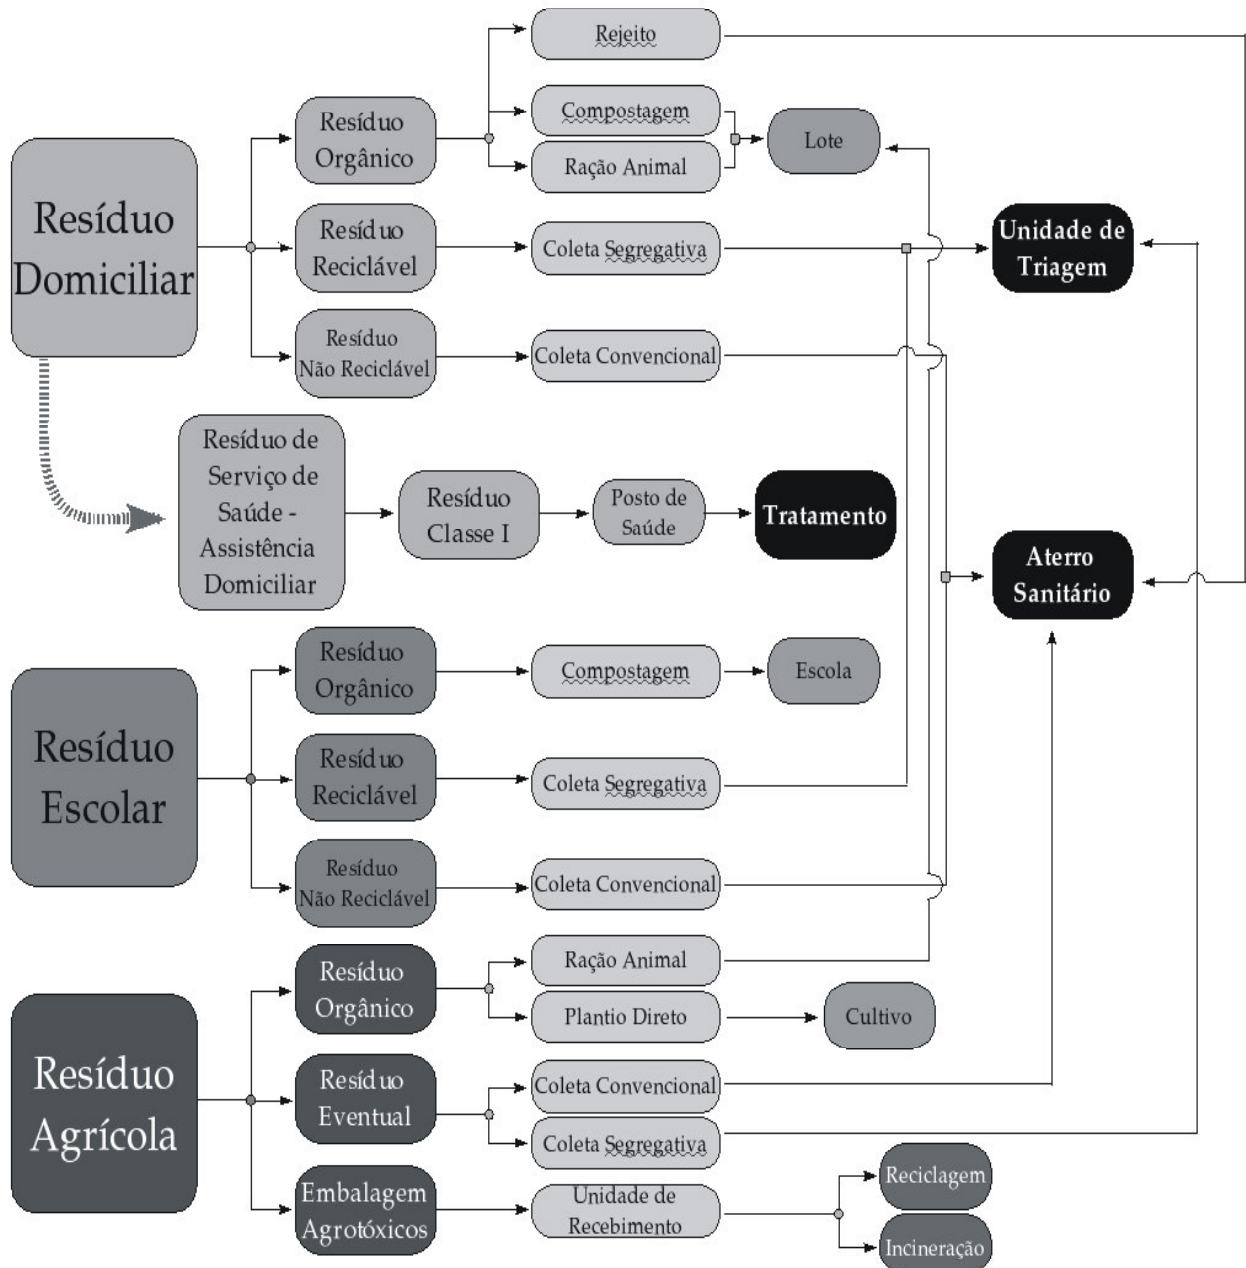 Resíduo
Domiciliar
Resíduo
Orgânico
Rejeito
Compostagem
Ração Animal
Lote
Resíduo
Reciclável
Coleta Segregativa
Unidade de
Triagem
Resíduo
Não Reciclável
Coleta Convencional
Resíduo de
Serviço de
Saúde -
Assistência
Domiciliar
Resíduo
Classe I
Posto de
Saúde
Tratamento
Aterro
Sanitário
Resíduo
Escolar
Resíduo
Orgânico
Compostagem
Escola
Resíduo
Reciclável
Coleta Segregativa
Resíduo
Não Reciclável
Coleta Convencional
Resíduo
Agrícola
Resíduo
Orgânico
Ração Animal
Plantio Direto
Cultivo
Resíduo
Eventual
Coleta Convencional
Coleta Segregativa
Embalagem
Agrotóxicos
Unidade de
Recebimento
Reciclagem
Incineração